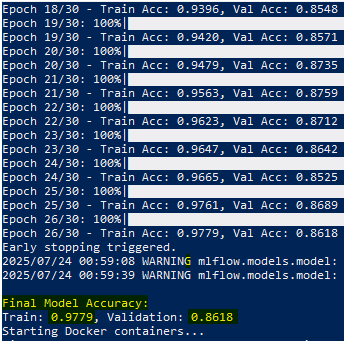 Epoch 18/30 - Train Acc: 0.9396, Val Acc: 0.8548
Epoch 19/30: 100%|
Epoch 19/30 - Train Acc: 0.9420, Val Acc: 0.8571
Epoch 20/30: 100%|
Epoch 20/30 - Train Acc: 0.9479, Val Acc: 0.8735
Epoch 21/30: 100%|
Epoch 21/30 - Train Acc: 0.9563, Val Acc: 0.8759
Epoch 22/30: 100%|
Epoch 22/30 - Train Acc: 0.9623, Val Acc: 0.8712
Epoch 23/30: 100%|
Epoch 23/30 - Train Acc: 0.9647, Val Acc: 0.8642
Epoch 24/30: 100%|
Epoch 24/30 - Train Acc: 0.9665, Val Acc: 0.8525
Epoch 25/30: 100%|
Epoch 25/30 - Train Acc: 0.9761, Val Acc: 0.8689
Epoch 26/30: 100%|
Epoch 26/30 - Train Acc: 0.9779, Val Acc: 0.8618
Early stopping triggered.
2025/07/24 00:59:08 WARNING mlflow.models.model:
2025/07/24 00:59:39 WARNING mlflow.models.model:
Final Model Accuracy:
Train: 0.9779, Validation: 0.8618
Starting Docker containers...